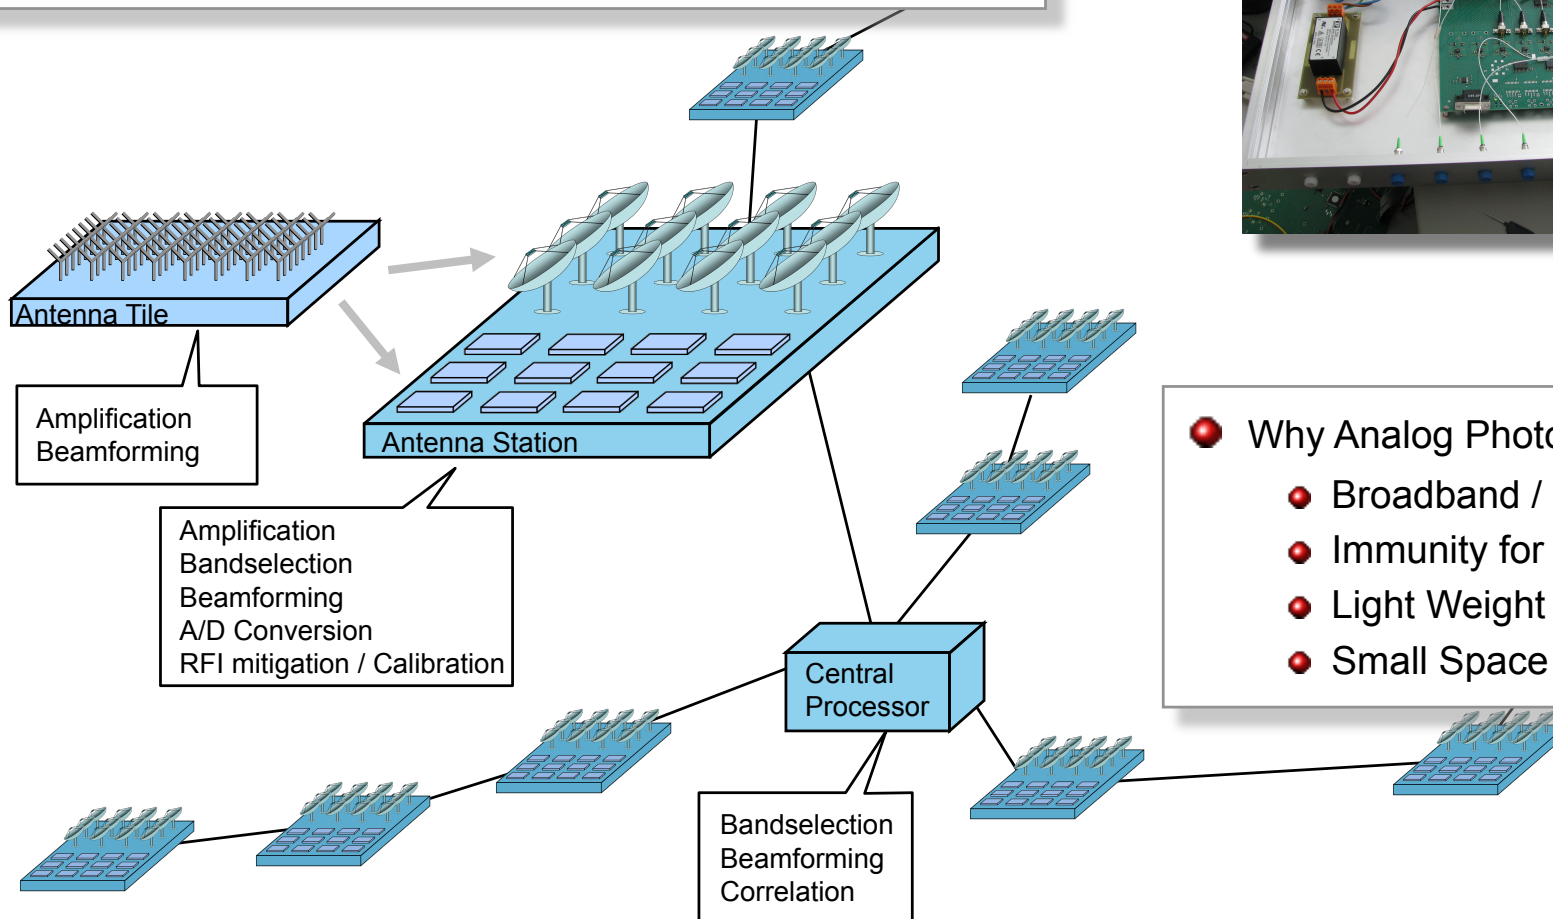 Antenna Tile
Amplification
Beamforming
Antenna Station
Amplification
Bandselection
Beamforming
A/D Conversion
RFI mitigation / Calibration
Central
Processor
Bandselection
Beamforming
Correlation
Why Analog
Broadband /
Immunity for
Light Weight
Small Space